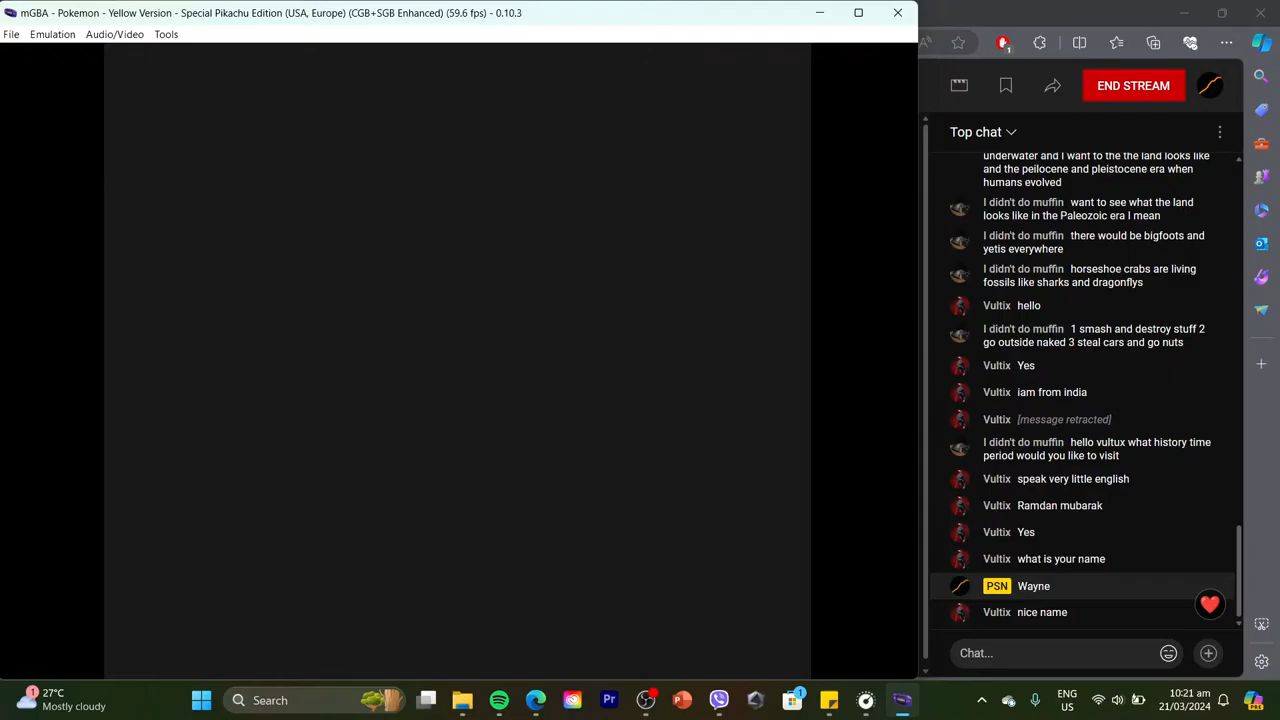 mGBA - Pokemon - Yellow Version - Special Pikachu Edition (USA, Europe) (CGB+SGB Enhanced) (59.6 fps) - 0.10.3
File Emulation Audio/Video Tools
1
END STREAM
Top chat
underwater and I want to the the land looks like
and the peilocene and pleistocene era when
humans evolved
I didn't do muffin want to see what the land
looks like in the Paleozoic era I mean
I didn't do muffin there would be bigfoots and
yetis everywhere
I didn't do muffin horseshoe crabs are living
fossils like sharks and dragonflys
Vultix hello
I didn't do muffin 1 smash and destroy stuff 2
go outside naked 3 steal cars and go nuts
Vultix Yes
Vultix iam from india
Vultix [message retracted]
I didn't do muffin hello vultux what history time
period would you like to visit
Vultix speak very little english
Vultix Ramdan mubarak
Vultix Yes
Vultix what is your name
PSN Wayne
Vultix nice name
Chat...
1
27°C
Mostly cloudy
Search
Pr
1
ENG
US
10:21 am
21/03/2024